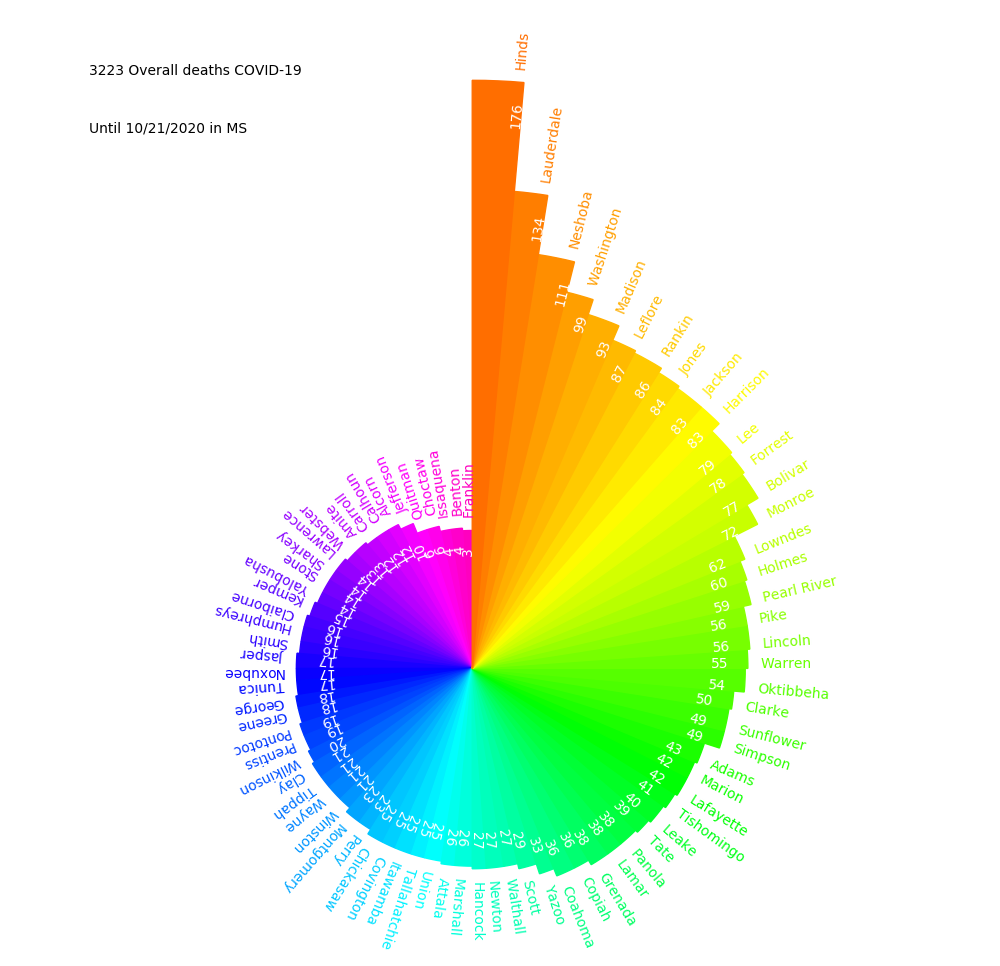 3223 Overall deaths COVID-19
Until 10/21/2020 in MS
Hinds
176
Lauderdale
134
Neshoba
111
Washington
99
Madison
93
Leflore
87
Rankin
86
Jones
84
Jackson
83
Harrison
83
Lee
79
Forrest
78
Bolivar
77
Monroe
72
Lowndes
62
Holmes
60
Pearl River
59
Pike
56
Lincoln
56
Warren
55
Oktibbeha
54
Clarke
50
Sunflower
49
Simpson
49
Adams
43
Marion
42
Lafayette
42
Tishomingo
41
Leake
40
Tate
39
Panola
38
Lamar
38
Grenada
38
Copiah
36
Coahoma
36
Yazoo
33
Scott
29
Walthall
27
Newton
27
Hancock
27
Marshall
26
Attala
26
Union
25
Tallahatchie
25
Itawamba
25
Covington
25
Chickasaw
Perry
Montgomery
Winston
Wayne
Tippah
Clay
Wilkinson
Prentiss
Pontotoc
Greene
George
Tunica
Noxubee
17
Jasper
17
Smith
Humphreys
Claiborne
Kemper
Yalobusha
Stone
Sharkey
Lawrence
Webster
Amite
Carroll
Calhoun
Alcorn
Jefferson
Quitman
Choctaw
6
Issaquena
4
Benton
4
Franklin
3